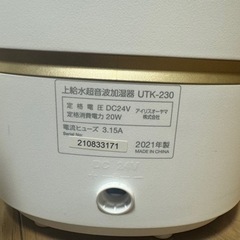 上給水超音波加湿器 UTK-230
定格電圧 DC24V
定格消費電力 20W
アイリスオーヤマ
株式会社
電流ヒューズ 3.15A
Serial No.
210833171
2021年製
MADE IN CHINA